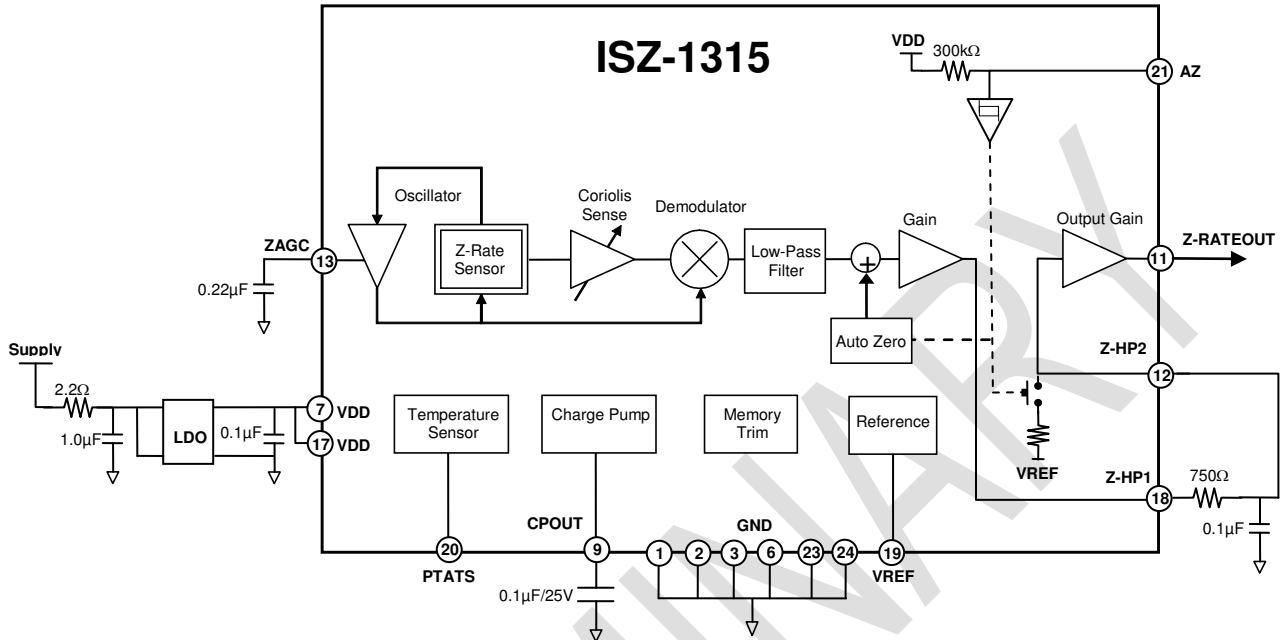 ISZ-1315
VDD
300kΩ
21
AZ
Oscillator
Coriolis
Sense
Demodulator
Gain
Output Gain
ZAGC
13
0.22µF
Z-Rate
Sensor
Low-Pass
Filter
+
Z-RATEOUT
11
Auto Zero
Z-HP2
12
Supply
2.2Ω
1.0µF
LDO
0.1µF
7
VDD
17
VDD
Temperature
Sensor
Charge Pump
Memory
Trim
Reference
VREF
Z-HP1
18
750Ω
0.1µF
CPOUT
GND
20
9
1
2
3
6
23
24
19
PTATS
VREF
0.1µF/25V
MINARY